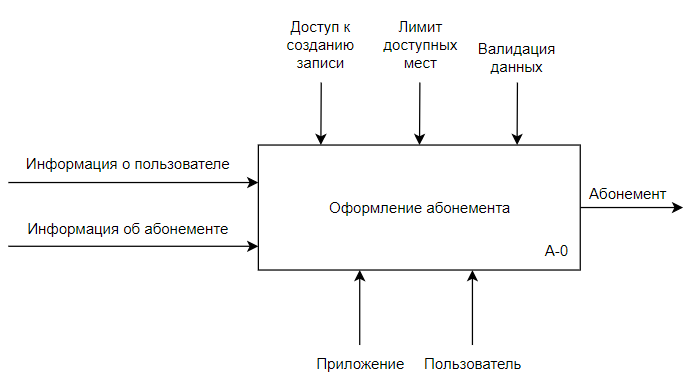 Доступ к
созданию
записи
Лимит
доступных
мест
Валидация
данных
Информация о пользователе
Информация об абонементе
Оформление абонемента
А-0
Абонемент
Приложение
Пользователь